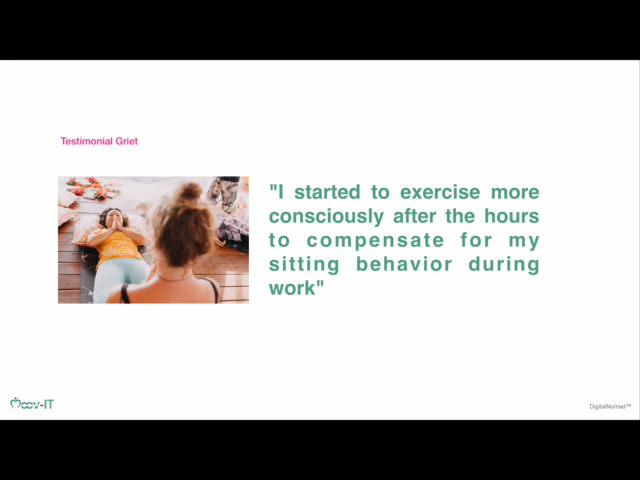 Testimonial Griet
"I started to exercise more
consciously after the hours
to compensate for my
sitting behavior during
work"
Moov-IT
DigitalNomad™